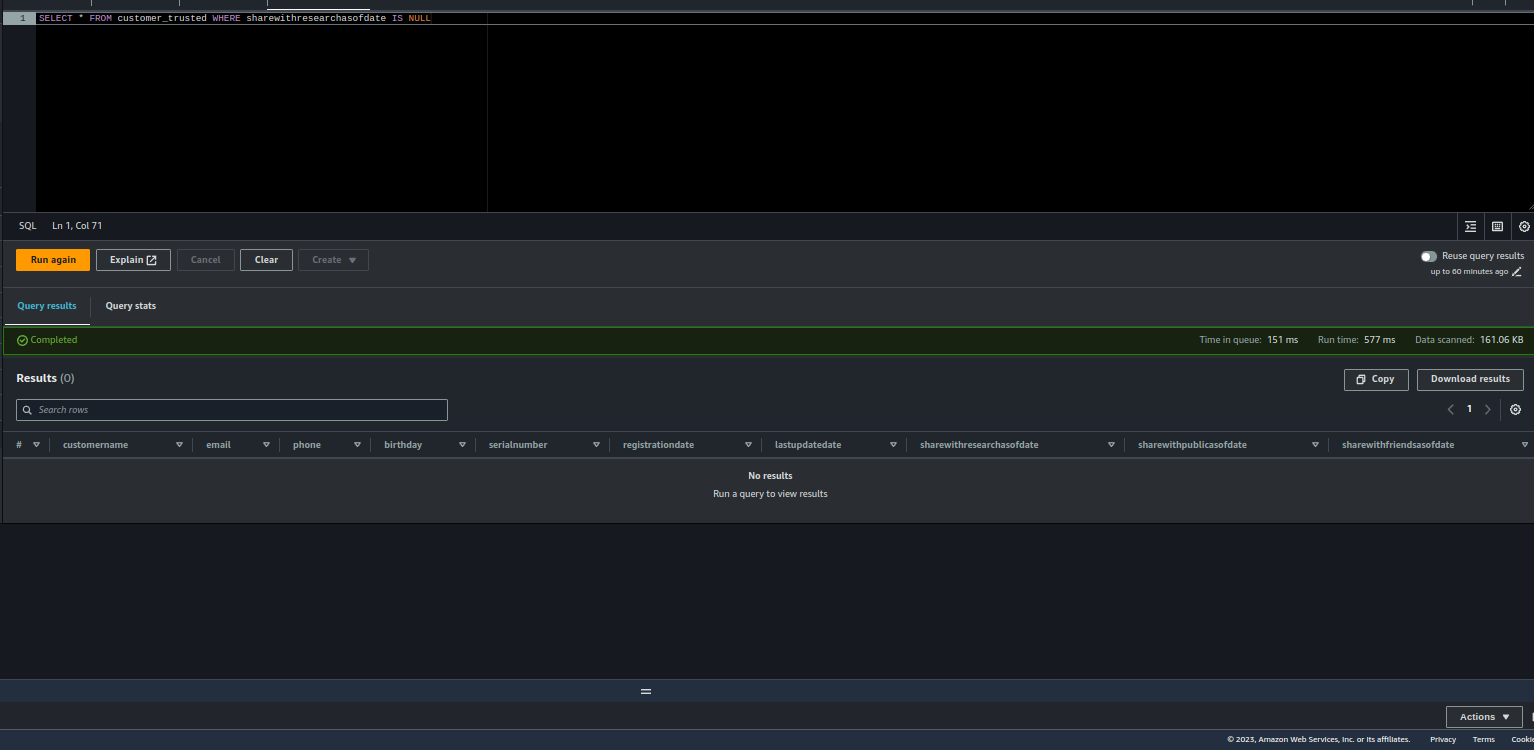 1 SELECT * FROM customer_trusted WHERE sharewithresearchasofdate IS NULL
SQL Ln 1, Col 71
Run again Explain Cancel Clear Create Reuse query results
up to 60 minutes ago
Query results Query stats
Completed Time in queue: 151 ms Run time: 577 ms Data scanned: 161.06 KB
Results (0) Copy Download results
Search rows 1
# customername email phone birthday serialnumber registrationdate lastupdatedate sharewithresearchasofdate sharewithpublicasofdate sharewithfriendsasofdate
No results
Run a query to view results
Actions
© 2023, Amazon Web Services, Inc. or its affiliates. Privacy Terms Cookie